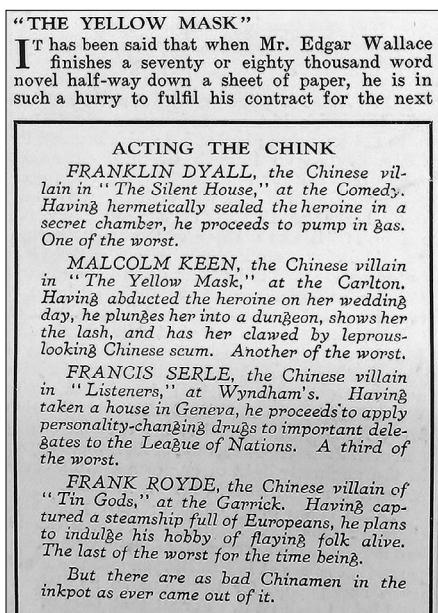 "THE YELLOW MASK"
IT has been said that when Mr. Edgar Wallace
finishes a seventy or eighty thousand word
novel half-way down a sheet of paper, he is in
such a hurry to fulfil his contract for the next
ACTING THE CHINK
FRANKLIN DYALL, the Chinese vil-
lain in "The Silent House," at the Comedy.
Having hermetically sealed the heroine in a
secret chamber, he proceeds to pump in gas.
One of the worst.
MALCOLM KEEN, the Chinese villain
in "The Yellow Mask," at the Carlton.
Having abducted the heroine on her wedding
day, he plunges her into a dungeon, shows her
the lash, and has her clawed by leprous-
looking Chinese scum. Another of the worst.
FRANCIS SERLE, the Chinese villain
in "Listeners," at Wyndham's. Having
taken a house in Geneva, he proceeds to apply
personality-changing drugs to important dele-
gates to the League of Nations. A third of
the worst.
FRANK ROYDE, the Chinese villain of
"Tin Gods," at the Garrick. Having cap-
tured a steamship full of Europeans, he plans
to indulge his hobby of flaying folk alive.
The last of the worst for the time being.
But there are as bad Chinamen in the
inkpot as ever came out of it.